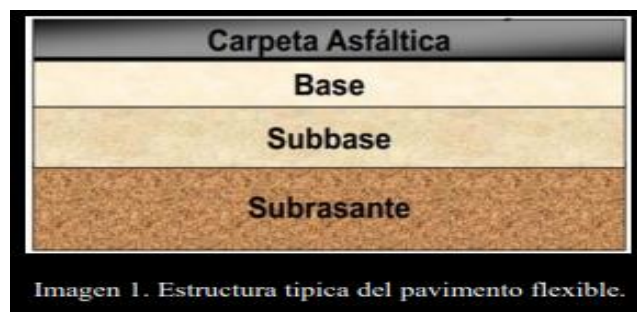 Carpeta Asfáltica
Base
Subbase
Subrasante
Imagen 1. Estructura tipica del pavimento flexible.